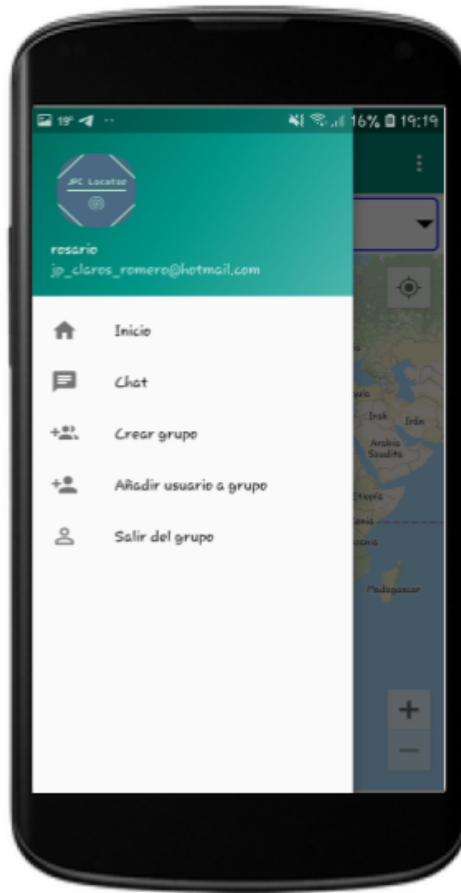 19° ··
16% 19:19
JPC Locator
rosario
jp_claros_romero@hotmail.com
Inicio
Chat
Crear grupo
Añadir usuario a grupo
Salir del grupo
Irak
Irán
Arabia
Saudita
Etiopía
Madagascar
+
−